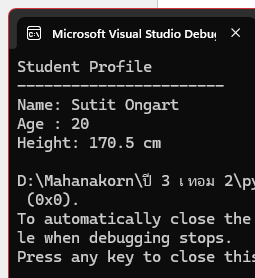 Microsoft Visual Studio Debug
Student Profile
-----------------------
Name: Sutit Ongart
Age : 20
Height: 170.5 cm
D:\Mahanakorn\ปี 3 เทอม 2\py
(0x0).
To automatically close the
le when debugging stops.
Press any key to close this